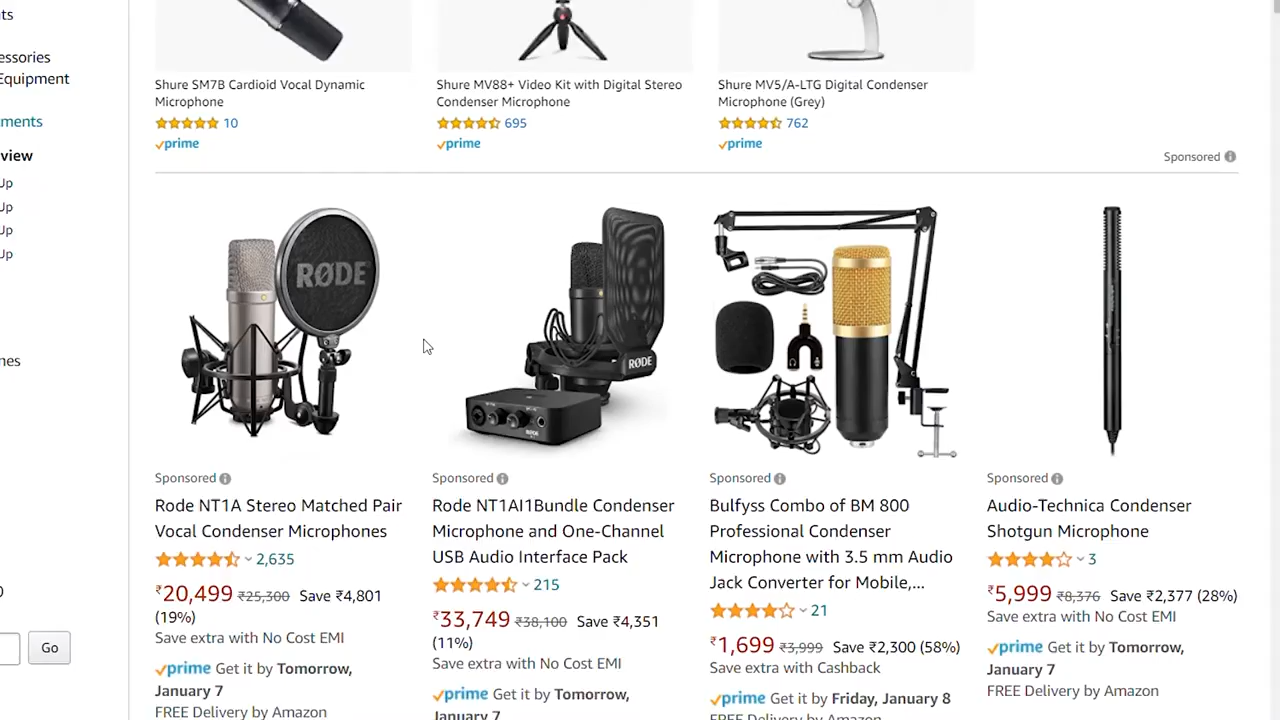 ts
essories
Equipment
ments
view
Up
Up
Up
Up
nes
0
Go
Shure SM7B Cardioid Vocal Dynamic
Microphone
10
prime
Shure MV88+ Video Kit with Digital Stereo
Condenser Microphone
695
prime
Shure MV5/A-LTG Digital Condenser
Microphone (Grey)
762
prime
Sponsored
RØDE
Sponsored
Rode NT1A Stereo Matched Pair
Vocal Condenser Microphones
2,635
₹20,499 ₹25,300 Save ₹4,801
(19%)
Save extra with No Cost EMI
prime Get it by Tomorrow,
January 7
FREE Delivery by Amazon
RØDE
RØDE
Sponsored
Rode NT1AI1Bundle Condenser
Microphone and One-Channel
USB Audio Interface Pack
215
₹33,749 ₹38,100 Save ₹4,351
(11%)
Save extra with No Cost EMI
prime Get it by Tomorrow,
January 7
Sponsored
Bulfyss Combo of BM 800
Professional Condenser
Microphone with 3.5 mm Audio
Jack Converter for Mobile,...
21
₹1,699 ₹3,999 Save ₹2,300 (58%)
Save extra with Cashback
prime Get it by Friday, January 8
FREE Delivery by Amazon
Sponsored
Audio-Technica Condenser
Shotgun Microphone
3
₹5,999 ₹8,376 Save ₹2,377 (28%)
Save extra with No Cost EMI
prime Get it by Tomorrow,
January 7
FREE Delivery by Amazon